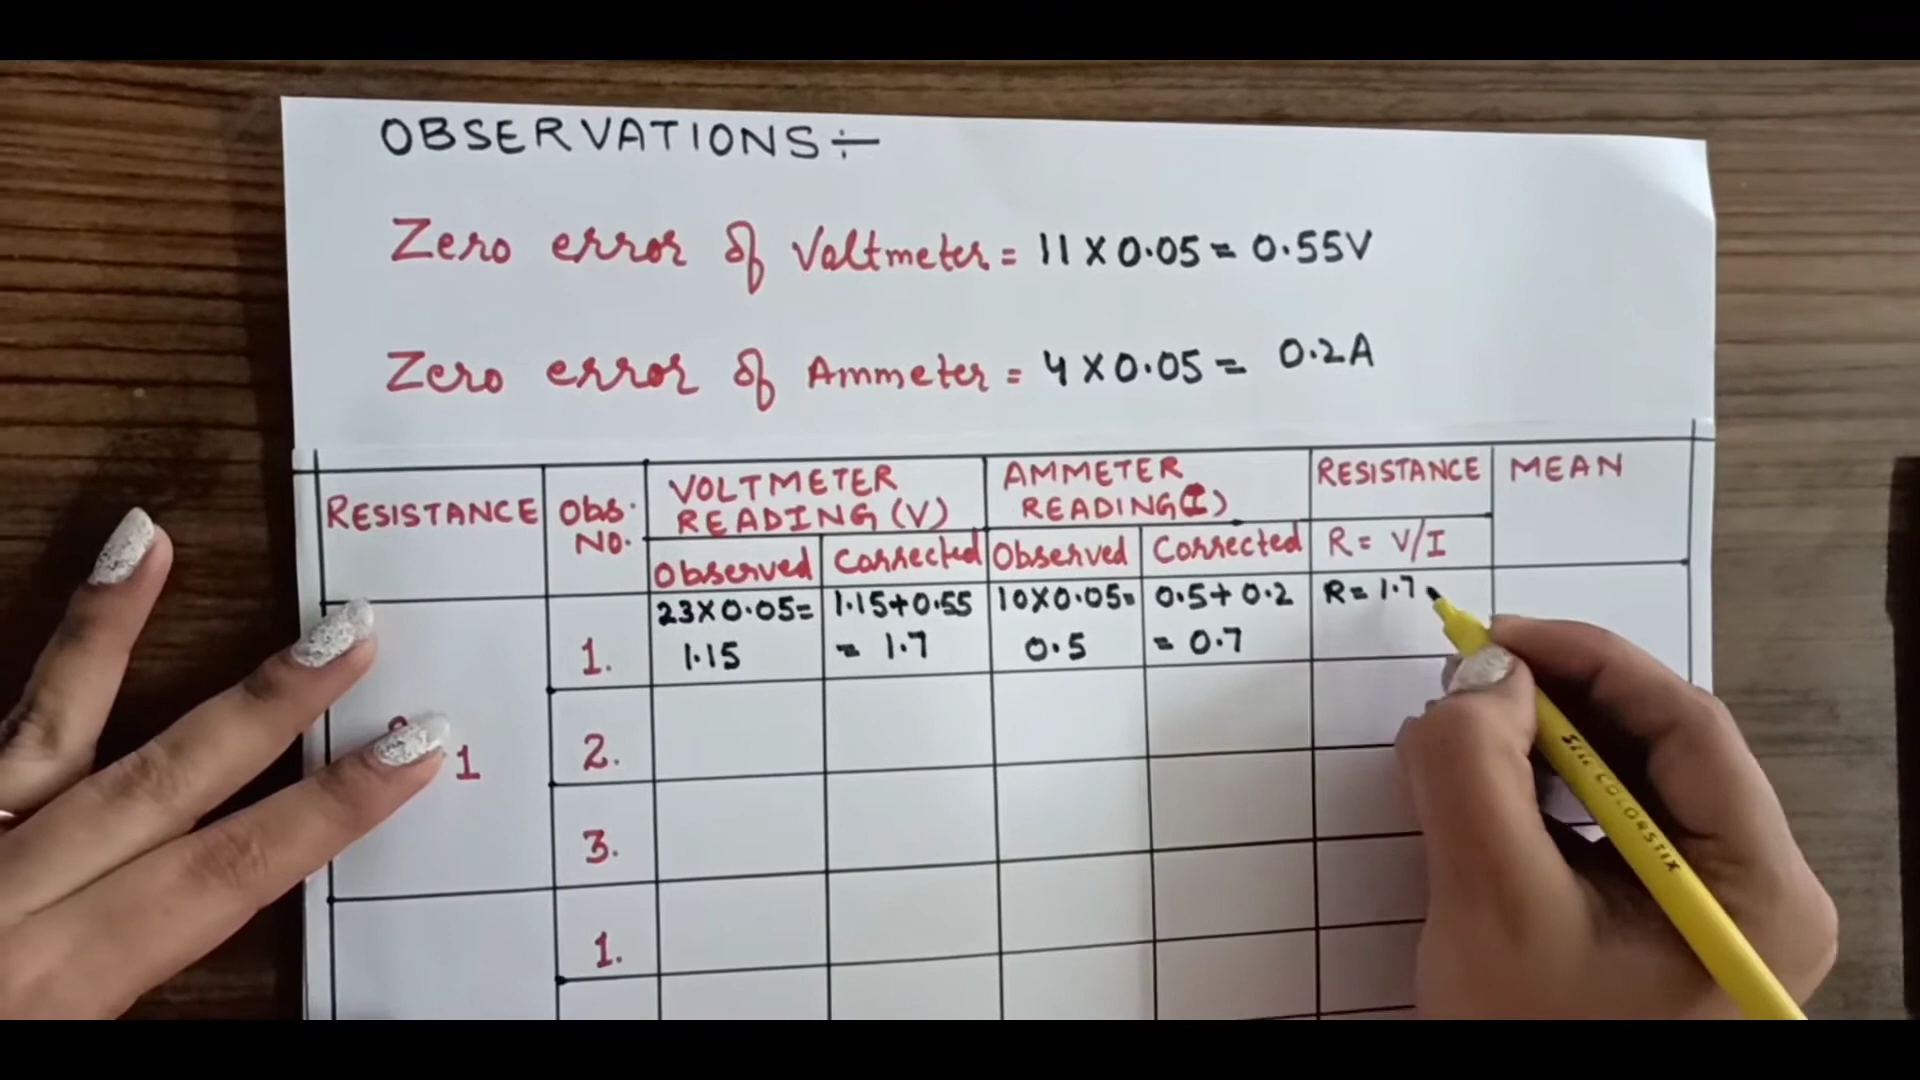 OBSERVATIONS÷
Zero error of Voltmeter = 11 X 0.05 = 0.55V
Zero error of Ammeter = 4 X 0.05 = 0.2A
RESISTANCE
Obs.
NO.
VOLTMETER
READING (V)
AMMETER
READING(I)
RESISTANCE
MEAN
Observed
Corrected
Observed
Corrected
R = V/I
1
1.
23X0.05=
1.15
1.15+0.55
= 1.7
10X0.05=
0.5
0.5+0.2
= 0.7
R= 1.7
2.
3.
1.
COLORSTIX